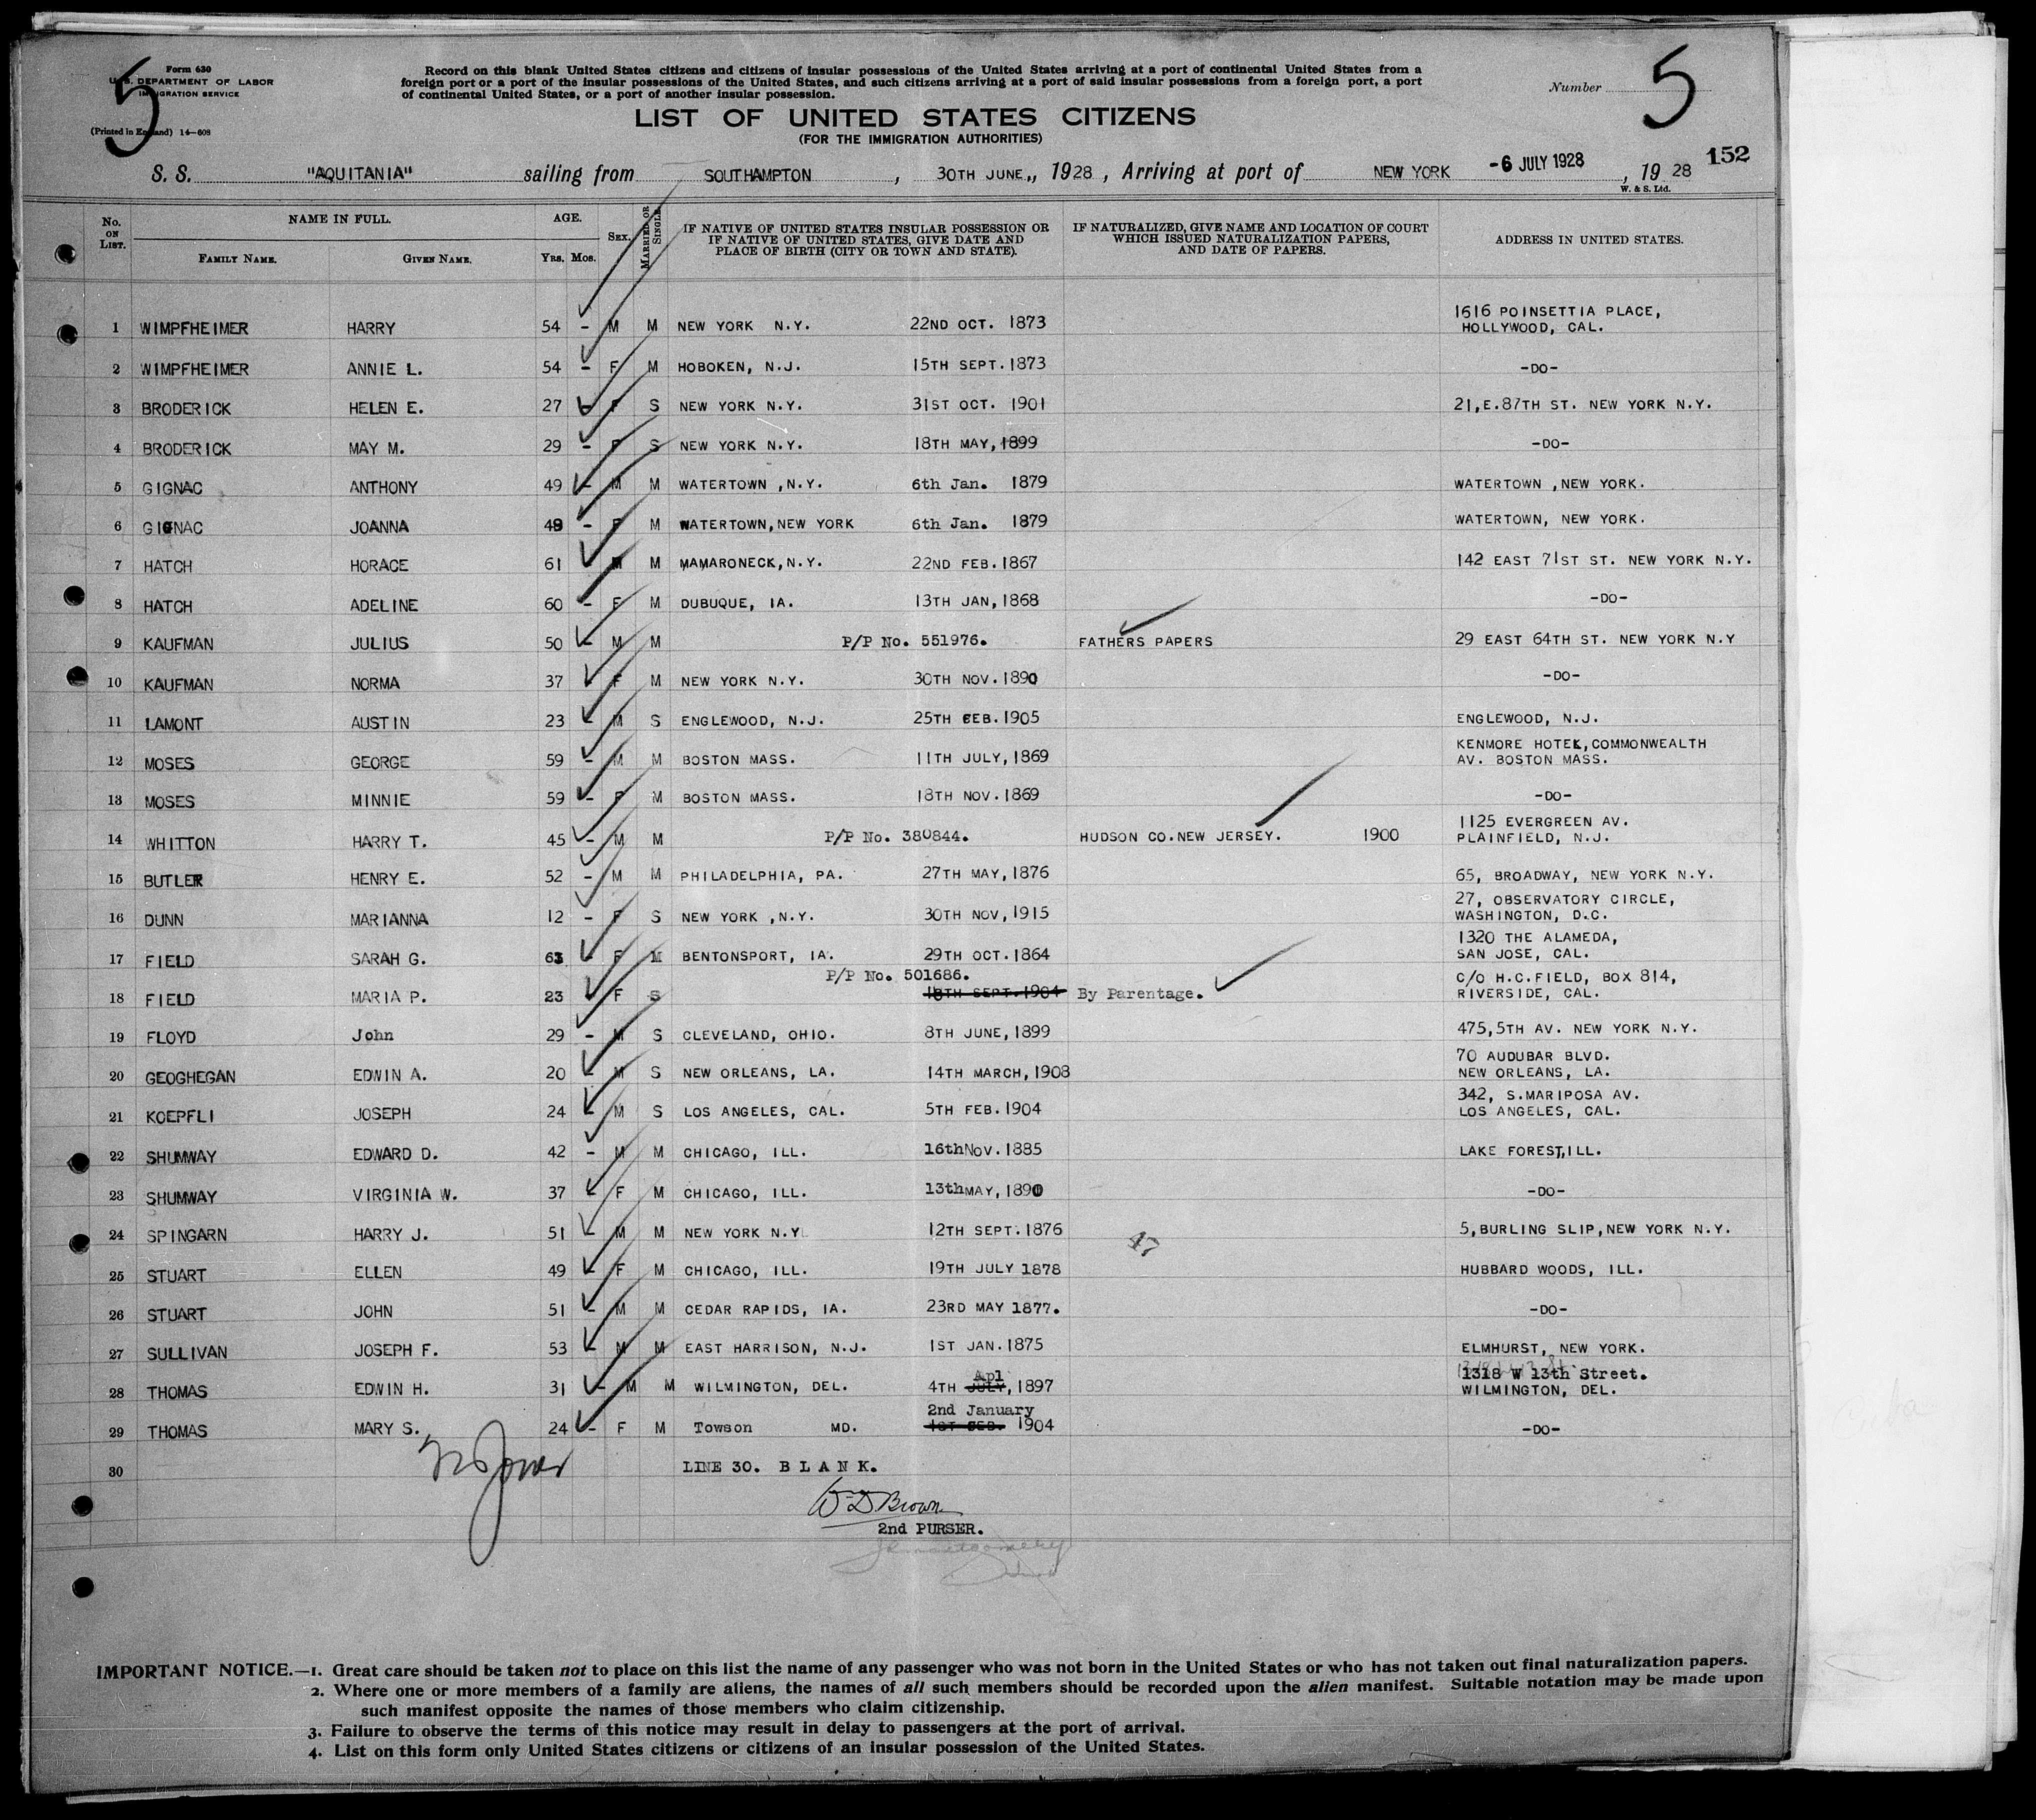 5
Form 630
U.S. DEPARTMENT OF LABOR
IMMIGRATION SERVICE
(Printed in England) 14—608
Record on this blank United States citizens and citizens of insular possessions of the United States arriving at a port of continental United States from a
foreign port or a port of the insular possessions of the United States, and such citizens arriving at a port of said insular possessions from a foreign port, a port
of continental United States, or a port of another insular possession.
Number 5
LIST OF UNITED STATES CITIZENS
(FOR THE IMMIGRATION AUTHORITIES)
152
S. S. "AQUITANIA" sailing from SOUTHAMPTON, 30TH JUNE,, 1928, Arriving at port of NEW YORK -6 JULY 1928, 19 28
W. & S. Ltd.
No. ON LIST. NAME IN FULL. AGE. SEX. MARRIED OR SINGLE. IF NATIVE OF UNITED STATES INSULAR POSSESSION OR IF NATIVE OF UNITED STATES, GIVE DATE AND PLACE OF BIRTH (CITY OR TOWN AND STATE). IF NATURALIZED, GIVE NAME AND LOCATION OF COURT WHICH ISSUED NATURALIZATION PAPERS, AND DATE OF PAPERS. ADDRESS IN UNITED STATES.
FAMILY NAME. GIVEN NAME. Yrs. Mos.
1 WIMPFHEIMER HARRY 54 - M M NEW YORK N.Y. 22ND OCT. 1873 1616 POINSETTIA PLACE, HOLLYWOOD, CAL.
2 WIMPFHEIMER ANNIE L. 54 - F M HOBOKEN, N.J. 15TH SEPT. 1873 -DO-
3 BRODERICK HELEN E. 27 - F S NEW YORK N.Y. 31ST OCT. 1901 21, E. 87TH ST. NEW YORK N.Y.
4 BRODERICK MAY M. 29 - F S NEW YORK N.Y. 18TH MAY, 1899 -DO-
5 GIGNAC ANTHONY 49 - M M WATERTOWN ,N.Y. 6th Jan. 1879 WATERTOWN ,NEW YORK.
6 GIGNAC JOANNA 49 - F M WATERTOWN, NEW YORK 6th Jan. 1879 WATERTOWN, NEW YORK.
7 HATCH HORACE 61 - M M MAMARONECK, N.Y. 22ND FEB. 1867 142 EAST 71ST ST. NEW YORK N.Y.
8 HATCH ADELINE 60 - F M DUBUQUE, IA. 13TH JAN, 1868 -DO-
9 KAUFMAN JULIUS 50 - M M P/P No. 551976. FATHERS PAPERS 29 EAST 64TH ST. NEW YORK N.Y
10 KAUFMAN NORMA 37 - F M NEW YORK N.Y. 30TH NOV. 1890 -DO-
11 LAMONT AUSTIN 23 - M S ENGLEWOOD, N.J. 25TH FEB. 1905 ENGLEWOOD, N.J.
12 MOSES GEORGE 59 - M M BOSTON MASS. 11TH JULY, 1869 KENMORE HOTEL, COMMONWEALTH AV. BOSTON MASS.
13 MOSES MINNIE 59 - F M BOSTON MASS. 18TH NOV. 1869 -DO-
14 WHITTON HARRY T. 45 - M M P/P No. 380844. HUDSON CO. NEW JERSEY. 1900 1125 EVERGREEN AV. PLAINFIELD, N.J.
15 BUTLER HENRY E. 52 - M M PHILADELPHIA, PA. 27TH MAY, 1876 65, BROADWAY, NEW YORK N.Y.
16 DUNN MARIANNA 12 - F S NEW YORK ,N.Y. 30TH NOV, 1915 27, OBSERVATORY CIRCLE, WASHINGTON, D.C.
17 FIELD SARAH G. 63 - F M BENTONSPORT, IA. 29TH OCT. 1864 1320 THE ALAMEDA, SAN JOSE, CAL.
18 FIELD MARIA P. 23 - F S P/P No. 501686. 18TH SEPT. 1904 By Parentage. C/O H.C. FIELD, BOX 814, RIVERSIDE, CAL.
19 FLOYD John 29 - M S CLEVELAND, OHIO. 8TH JUNE, 1899 475, 5TH AV. NEW YORK N.Y.
20 GEOGHEGAN EDWIN A. 20 - M S NEW ORLEANS, LA. 14TH MARCH, 1908 70 AUDUBAR BLVD. NEW ORLEANS, LA.
21 KOEPFLI JOSEPH 24 - M S LOS ANGELES, CAL. 5TH FEB. 1904 342, S. MARIPOSA AV. LOS ANGELES, CAL.
22 SHUMWAY EDWARD D. 42 - M M CHICAGO, ILL. 16th NOV. 1885 LAKE FOREST, ILL.
23 SHUMWAY VIRGINIA W. 37 - F M CHICAGO, ILL. 13th MAY, 1890 -DO-
24 SPINGARN HARRY J. 51 - M M NEW YORK N.Y. 12TH SEPT. 1876 5, BURLING SLIP, NEW YORK N.Y.
25 STUART ELLEN 49 - F M CHICAGO, ILL. 19TH JULY 1878 HUBBARD WOODS, ILL.
26 STUART JOHN 51 - M M CEDAR RAPIDS, IA. 23RD MAY 1877. -DO-
27 SULLIVAN JOSEPH F. 53 - M M EAST HARRISON, N.J. 1ST JAN. 1875 ELMHURST, NEW YORK.
28 THOMAS EDWIN H. 31 - M M WILMINGTON, DEL. 4TH JULY Apl, 1897 1318 W 13th Street. WILMINGTON, DEL.
29 THOMAS MARY S. 24 - F M Towson MD. 2nd January 1904 -DO-
30 LINE 30. B L A N K.
W D Brown
2nd PURSER.
IMPORTANT NOTICE.—1. Great care should be taken not to place on this list the name of any passenger who was not born in the United States or who has not taken out final naturalization papers.
2. Where one or more members of a family are aliens, the names of all such members should be recorded upon the alien manifest. Suitable notation may be made upon
such manifest opposite the names of those members who claim citizenship.
3. Failure to observe the terms of this notice may result in delay to passengers at the port of arrival.
4. List on this form only United States citizens or citizens of an insular possession of the United States.